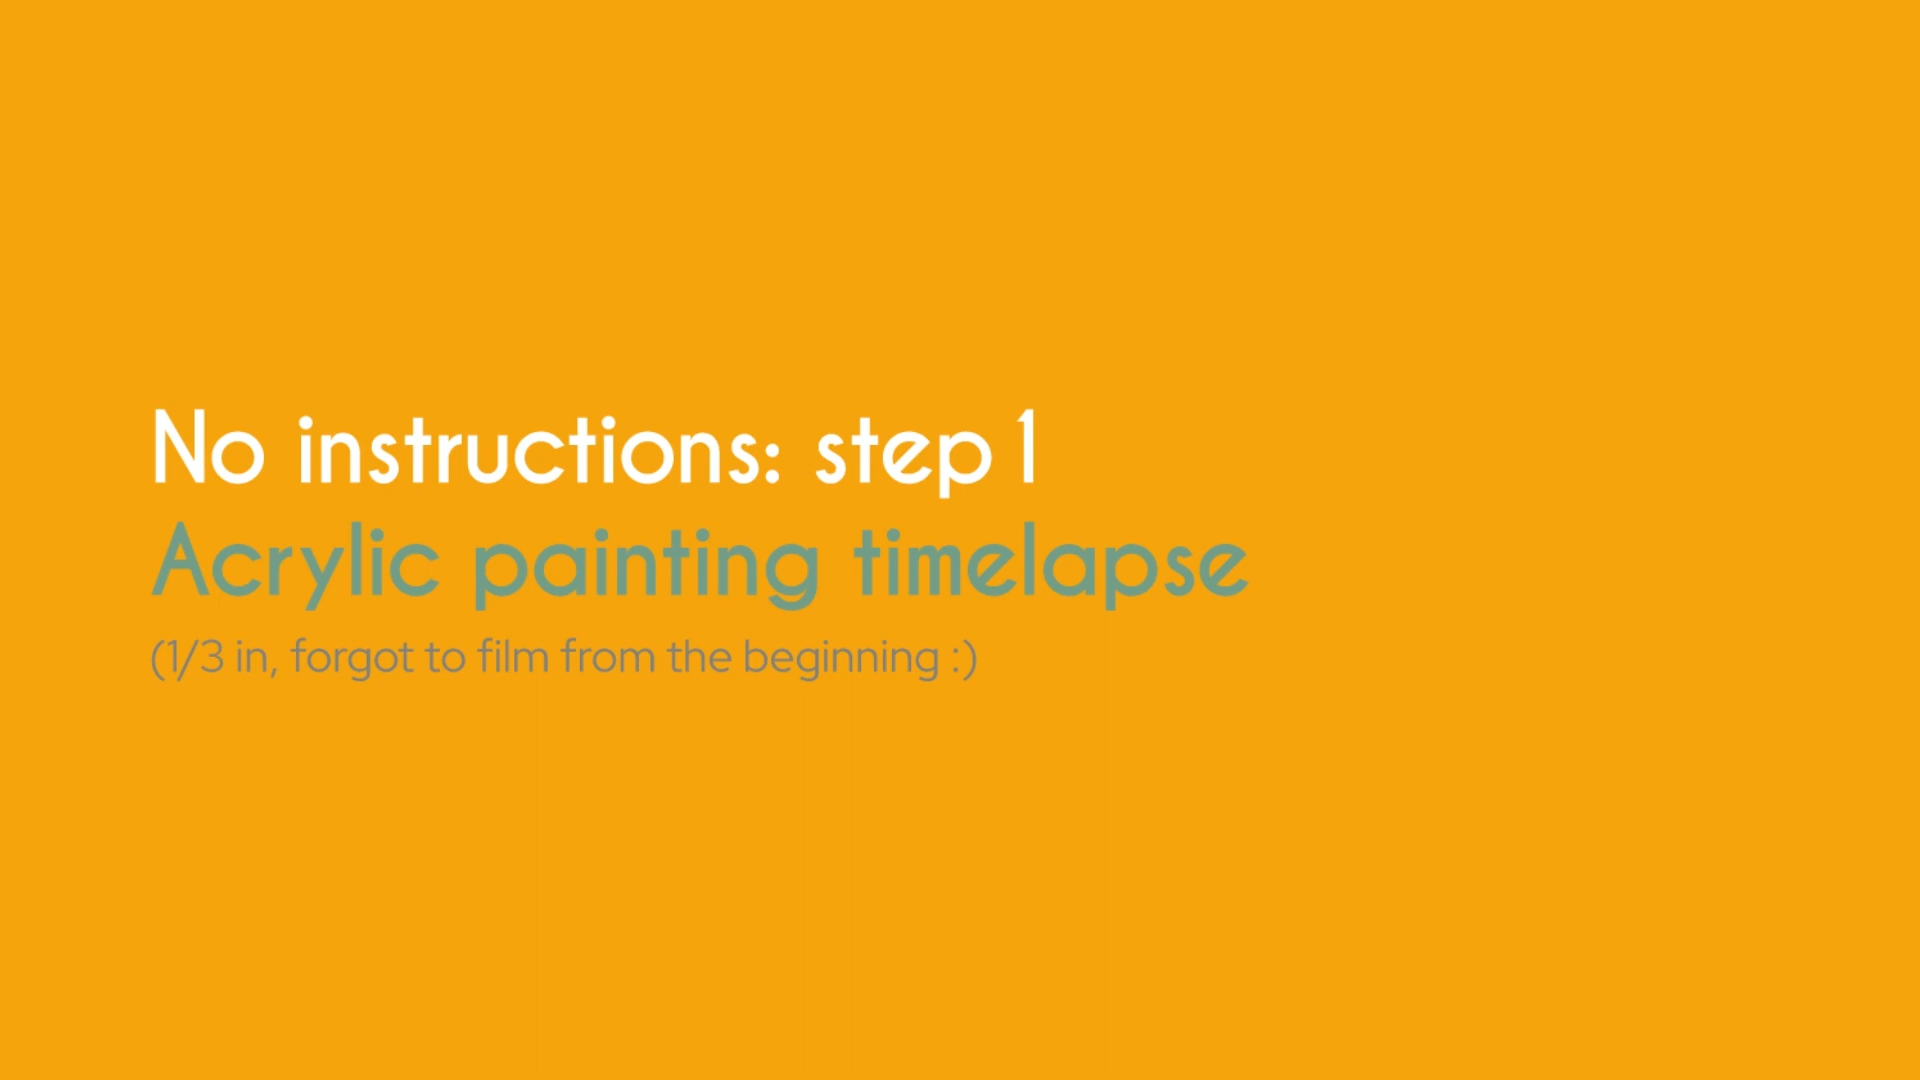 No instructions: step 1
Acrylic painting timelapse
(1/3 in, forgot to film from the beginning :)